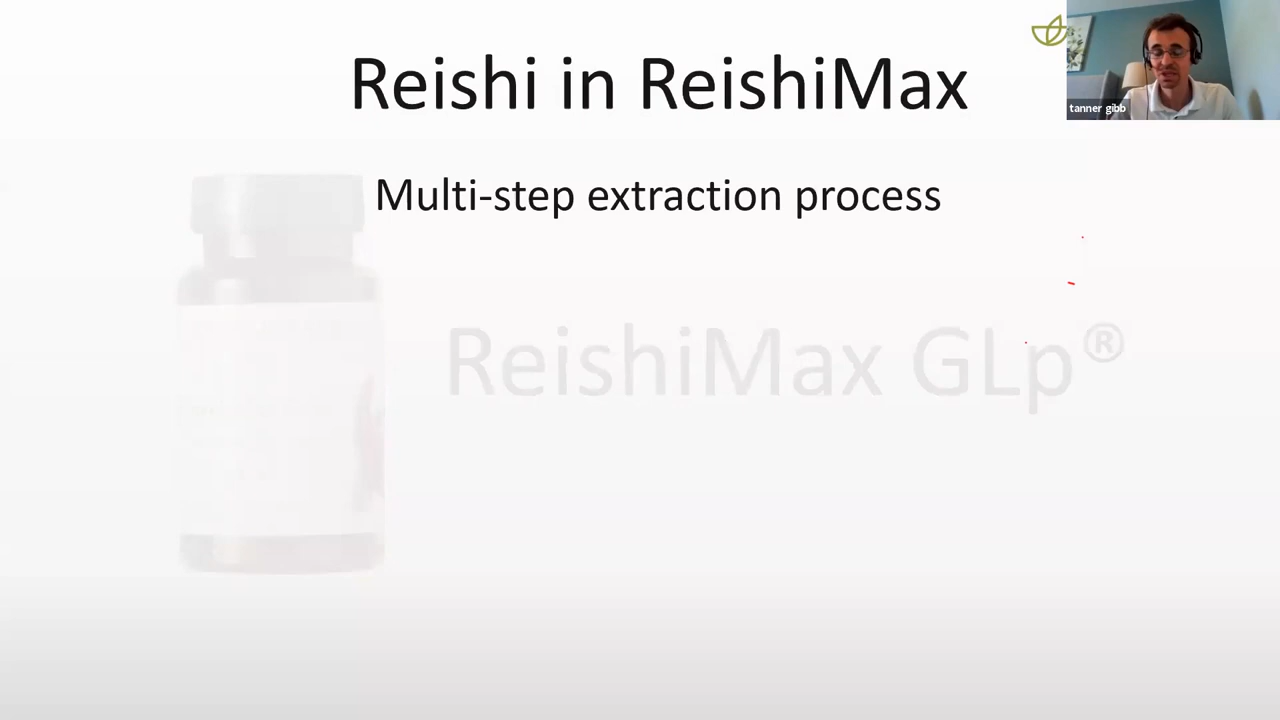 Reishi in ReishiMax
tanner gibb
Multi-step extraction process
ReishiMax GLp®